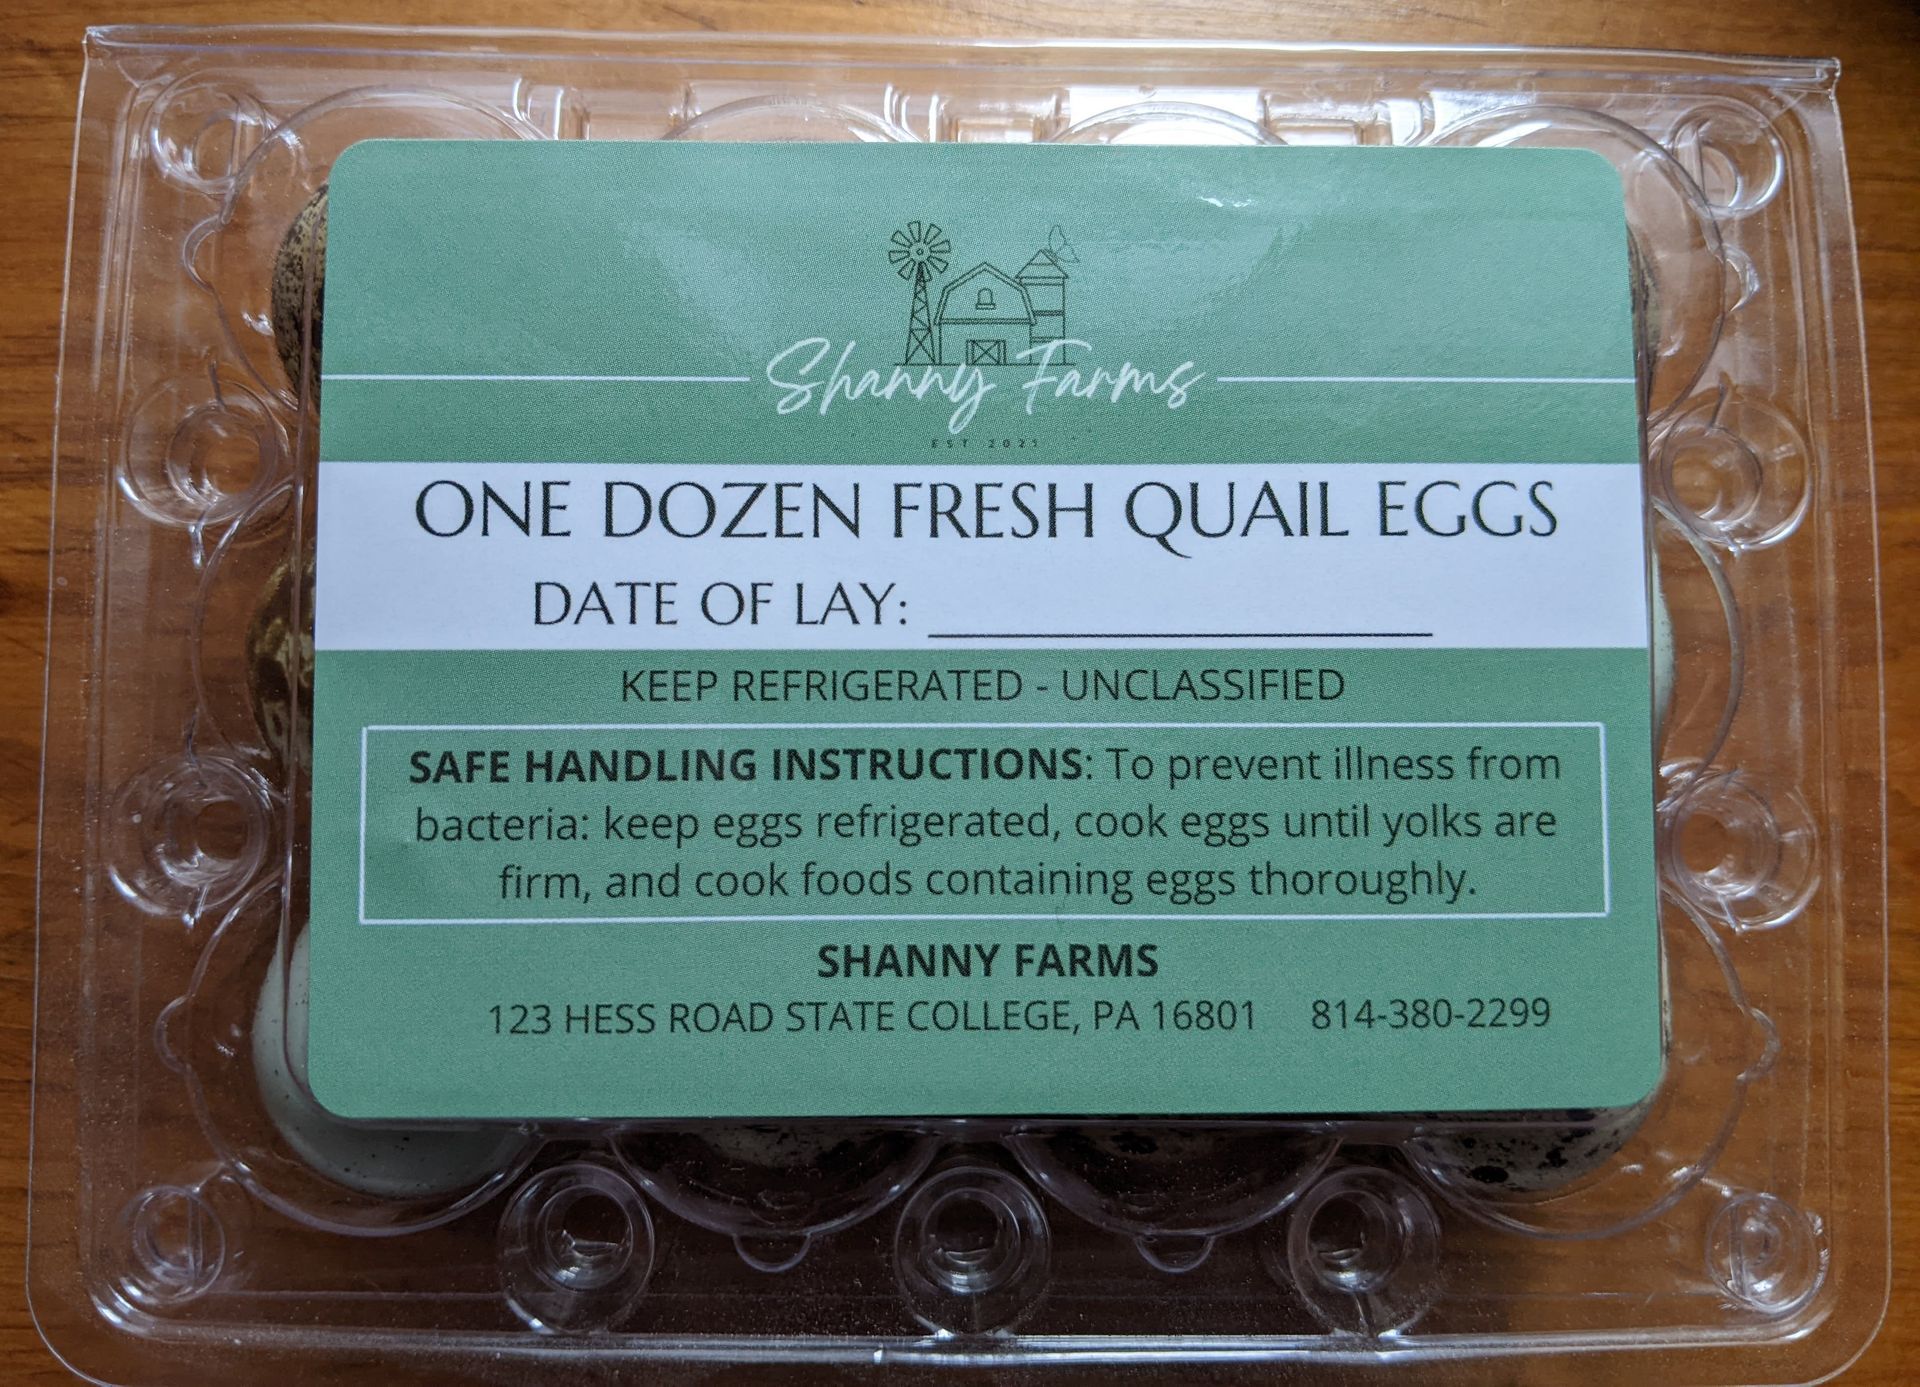 Shanny Farms
EST 2021
ONE DOZEN FRESH QUAIL EGGS
DATE OF LAY:
KEEP REFRIGERATED - UNCLASSIFIED
SAFE HANDLING INSTRUCTIONS: To prevent illness from
bacteria: keep eggs refrigerated, cook eggs until yolks are
firm, and cook foods containing eggs thoroughly.
SHANNY FARMS
123 HESS ROAD STATE COLLEGE, PA 16801 814-380-2299